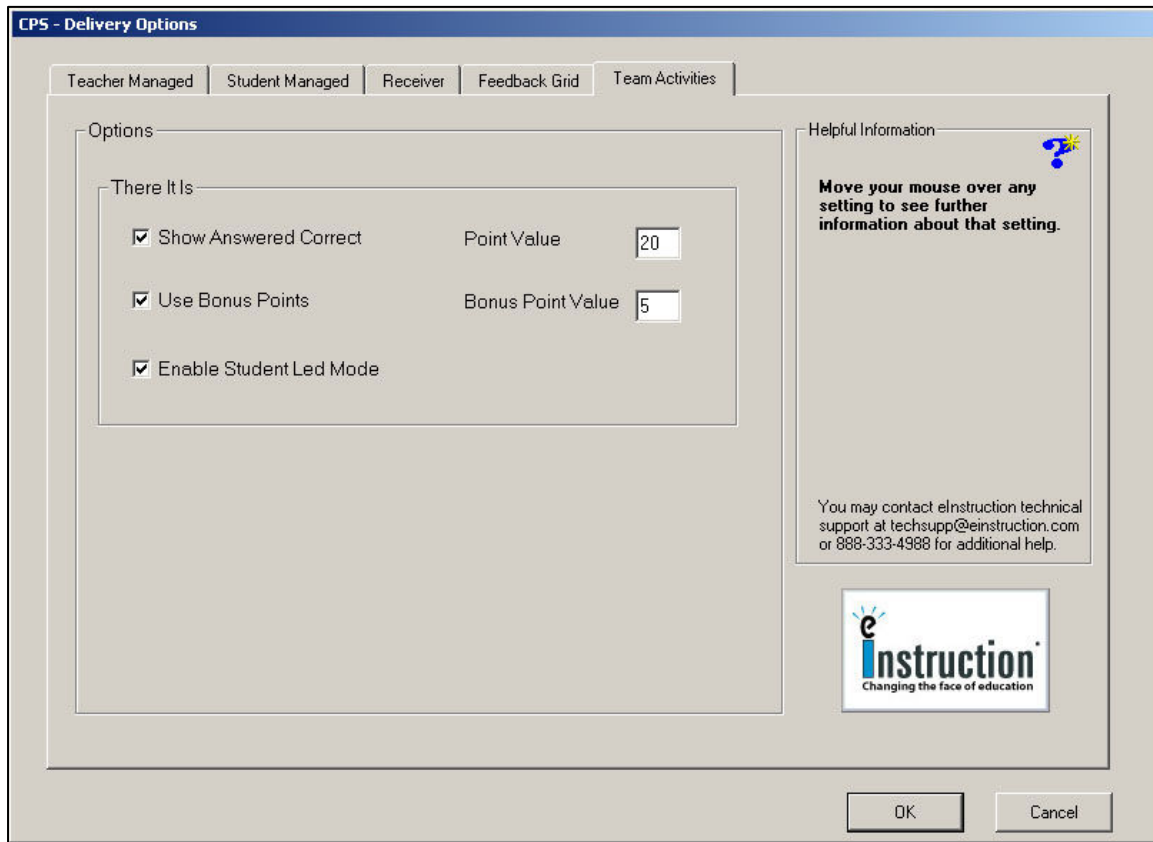 CPS - Delivery Options
Teacher Managed
Student Managed
Receiver
Feedback Grid
Team Activities
Options
There It Is
Show Answered Correct
Point Value
20
Use Bonus Points
Bonus Point Value
5
Enable Student Led Mode
Helpful Information
Move your mouse over any
setting to see further
information about that setting.
You may contact eInstruction technical
support at techsupp@einstruction.com
or 888-333-4988 for additional help.
eInstruction
Changing the face of education
OK
Cancel